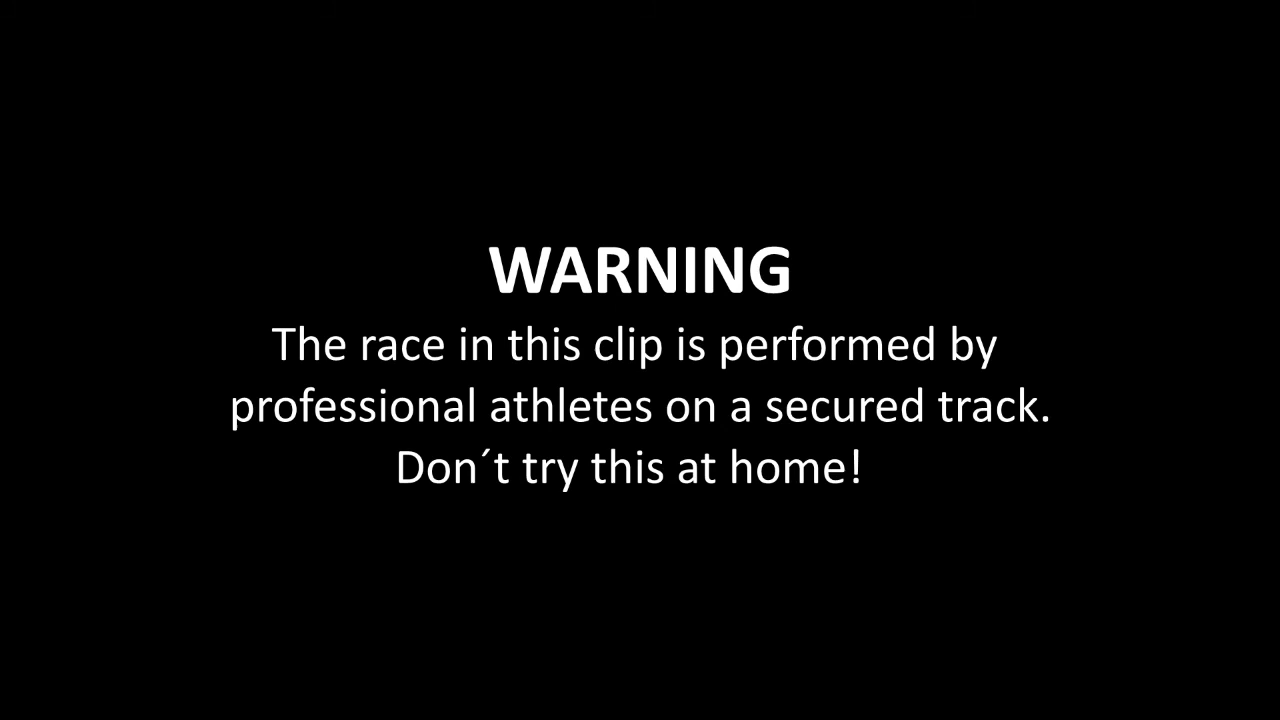 WARNING
The race in this clip is performed by
professional athletes on a secured track.
Don´t try this at home!